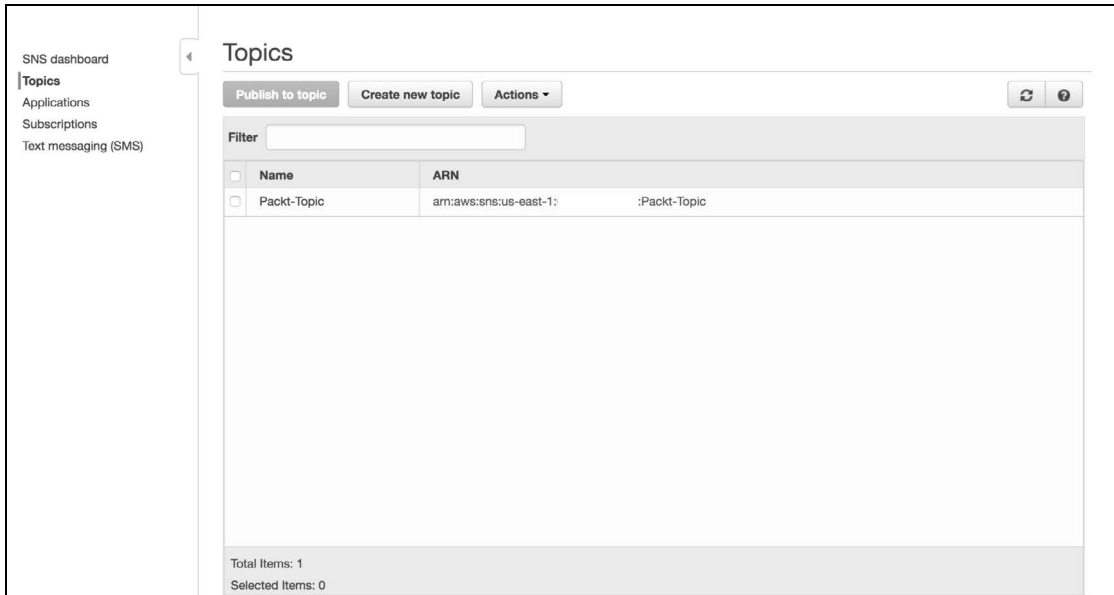 SNS dashboard
Topics
Applications
Subscriptions
Text messaging (SMS)
Topics
Publish to topic Create new topic Actions
Filter
Name ARN
Packt-Topic arn:aws:sns:us-east-1: :Packt-Topic
Total Items: 1
Selected Items: 0